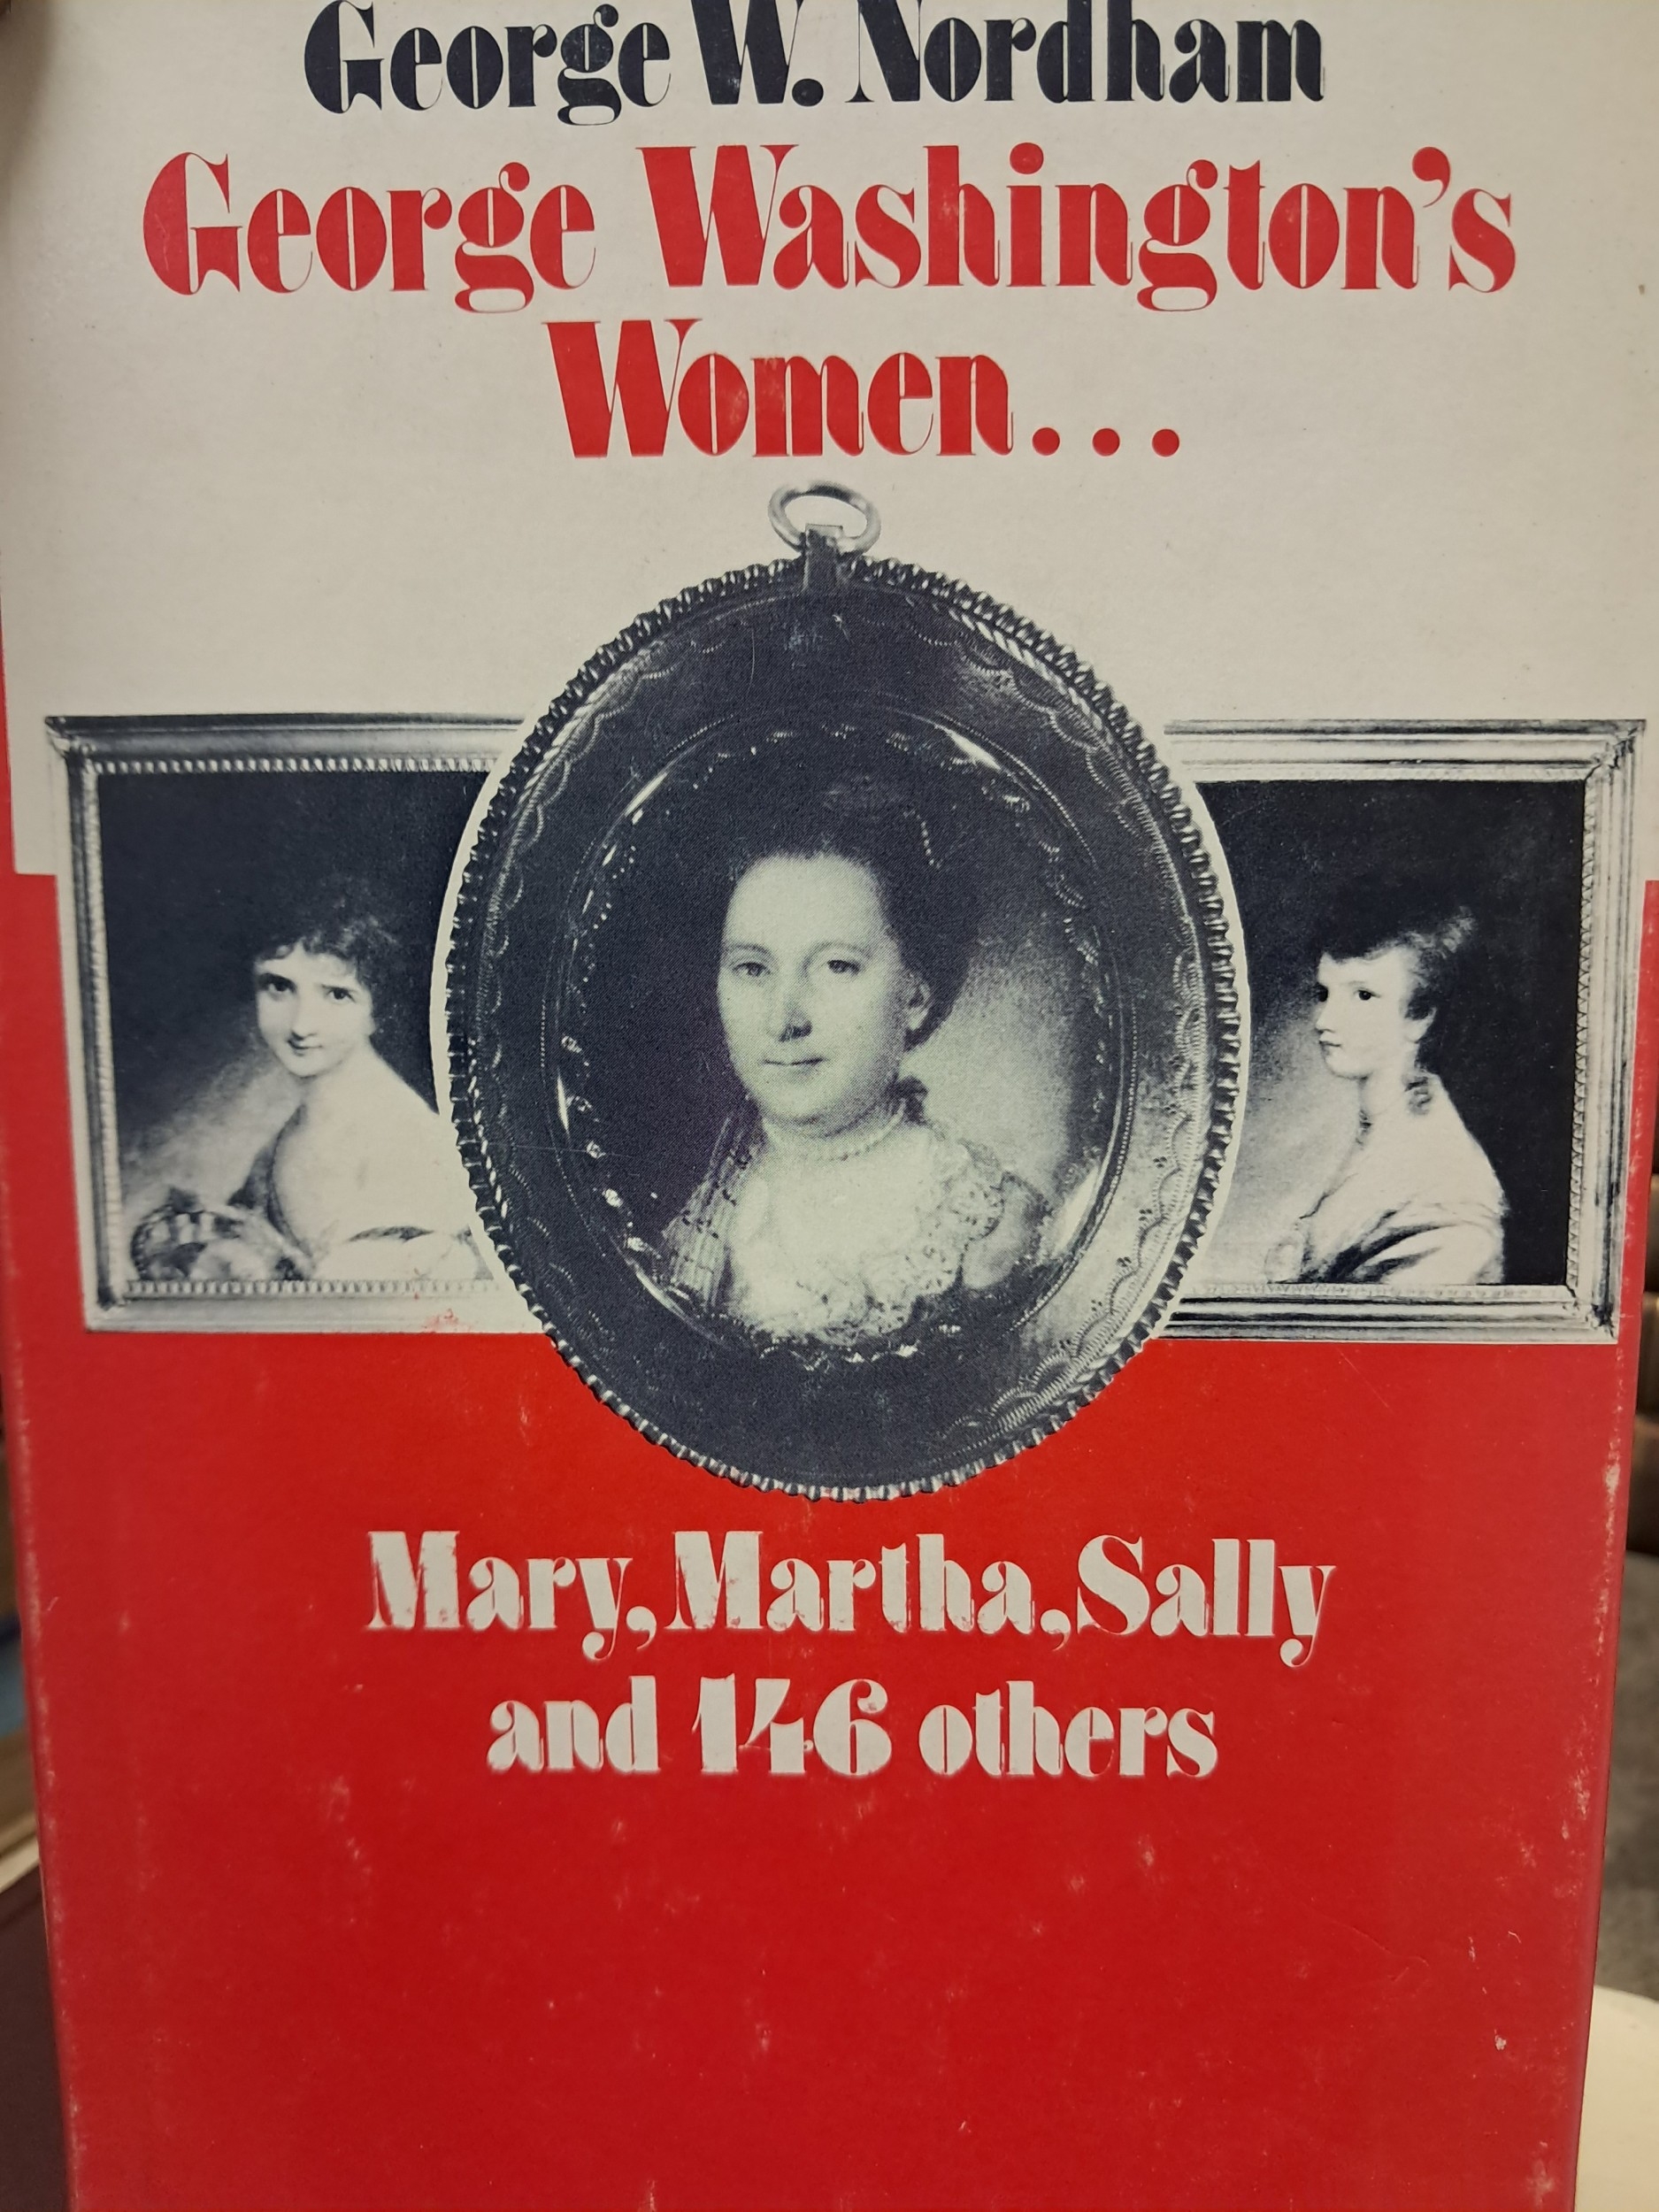 George W. Nordham
George Washington's
Women...
Mary, Martha, Sally
and 146 others